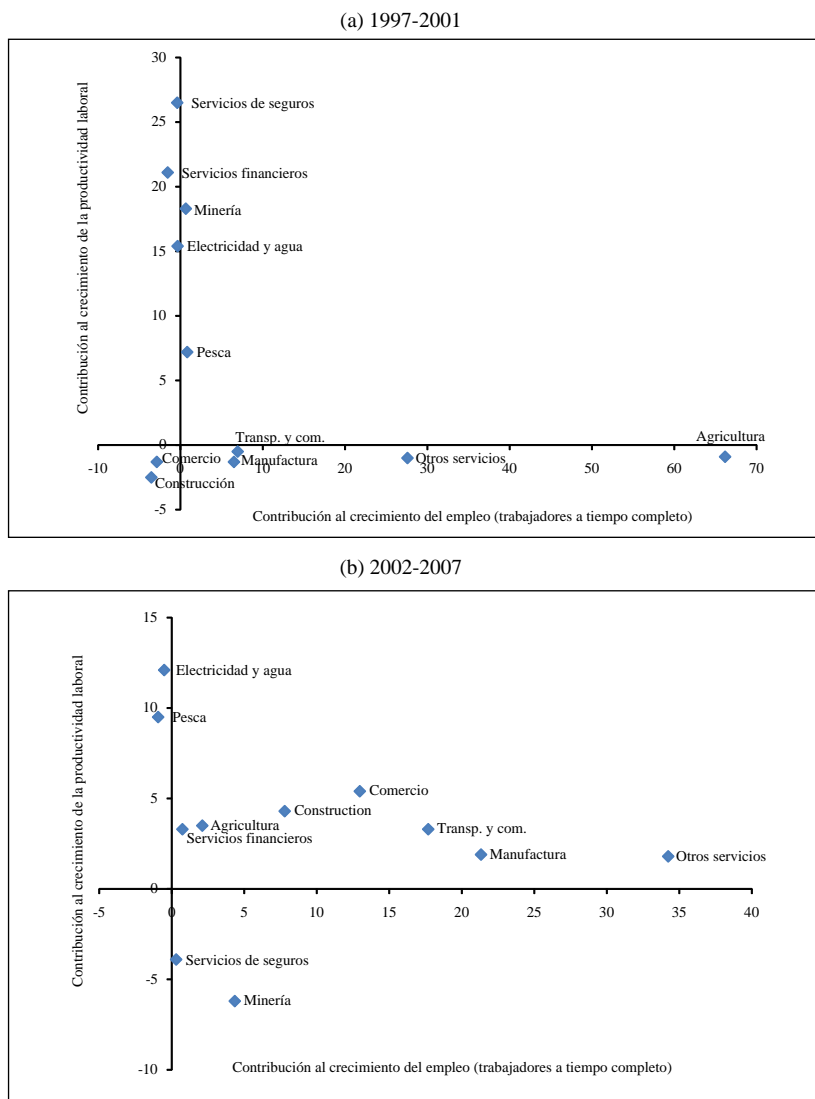 (a) 1997-2001
30
Servicios de seguros
25
Servicios financieros
20
Minería
Electricidad y agua
15
10
Pesca
5
Transp. y com.
Agricultura
0
Comercio
Manufactura
Otros servicios
-10
0
10
20
30
40
50
60
70
Construcción
-5
Contribución al crecimiento de la productividad laboral
Contribución al crecimiento del empleo (trabajadores a tiempo completo)
(b) 2002-2007
15
Electricidad y agua
10
Pesca
Comercio
5
Construction
Agricultura
Transp. y com.
Servicios financieros
Manufactura
Otros servicios
0
-5
0
5
10
15
20
25
30
35
40
Servicios de seguros
-5
Minería
-10
Contribución al crecimiento de la productividad laboral
Contribución al crecimiento del empleo (trabajadores a tiempo completo)